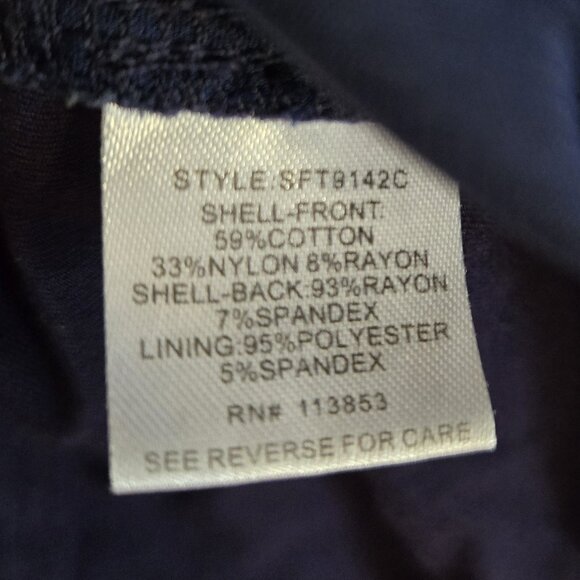 STYLE:SFT9142C
SHELL-FRONT:
59%COTTON
33%NYLON 8%RAYON
SHELL-BACK:93%RAYON
7%SPANDEX
LINING:95%POLYESTER
5%SPANDEX
RN# 113853
SEE REVERSE FOR CARE